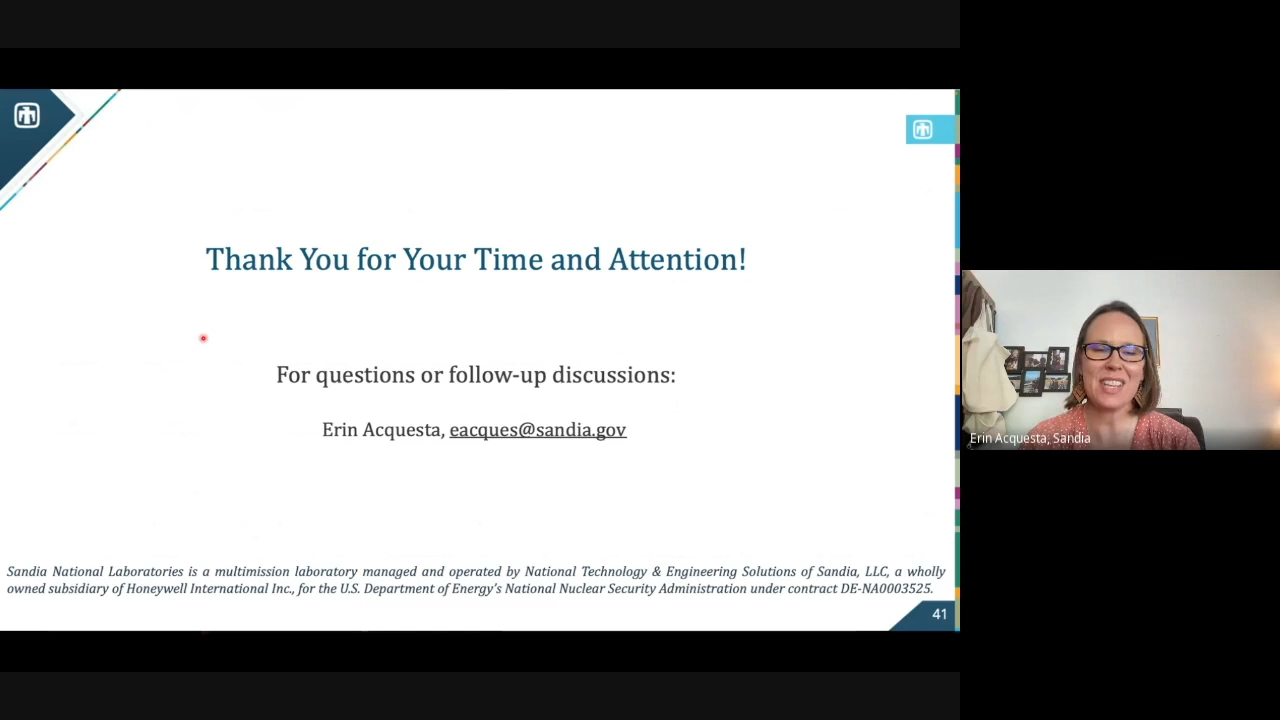 Thank You for Your Time and Attention!
For questions or follow-up discussions:
Erin Acquesta, eacques@sandia.gov
Sandia National Laboratories is a multimission laboratory managed and operated by National Technology & Engineering Solutions of Sandia, LLC, a wholly
owned subsidiary of Honeywell International Inc., for the U.S. Department of Energy's National Nuclear Security Administration under contract DE-NA0003525.
41
Erin Acquesta, Sandia